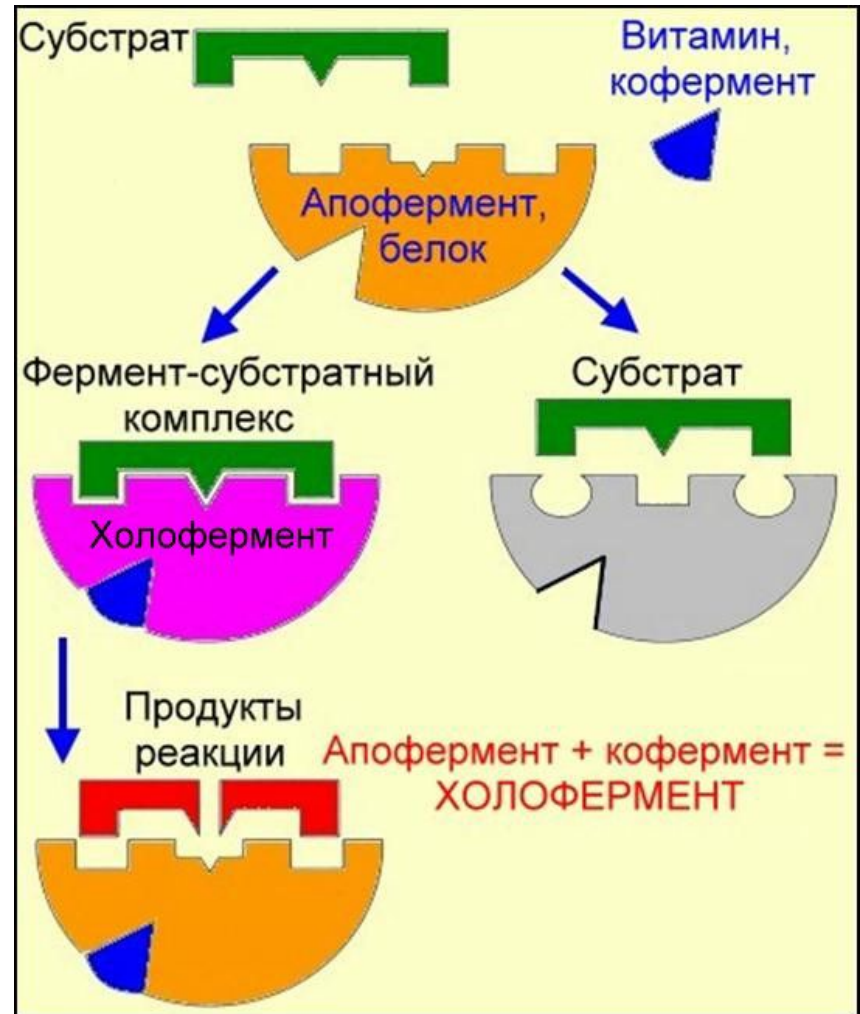 Субстрат
Витамин,
кофермент
Апофермент,
белок
Фермент-субстратный
комплекс
Субстрат
Холофермент
Продукты
реакции
Апофермент + кофермент =
ХОЛОФЕРМЕНТ